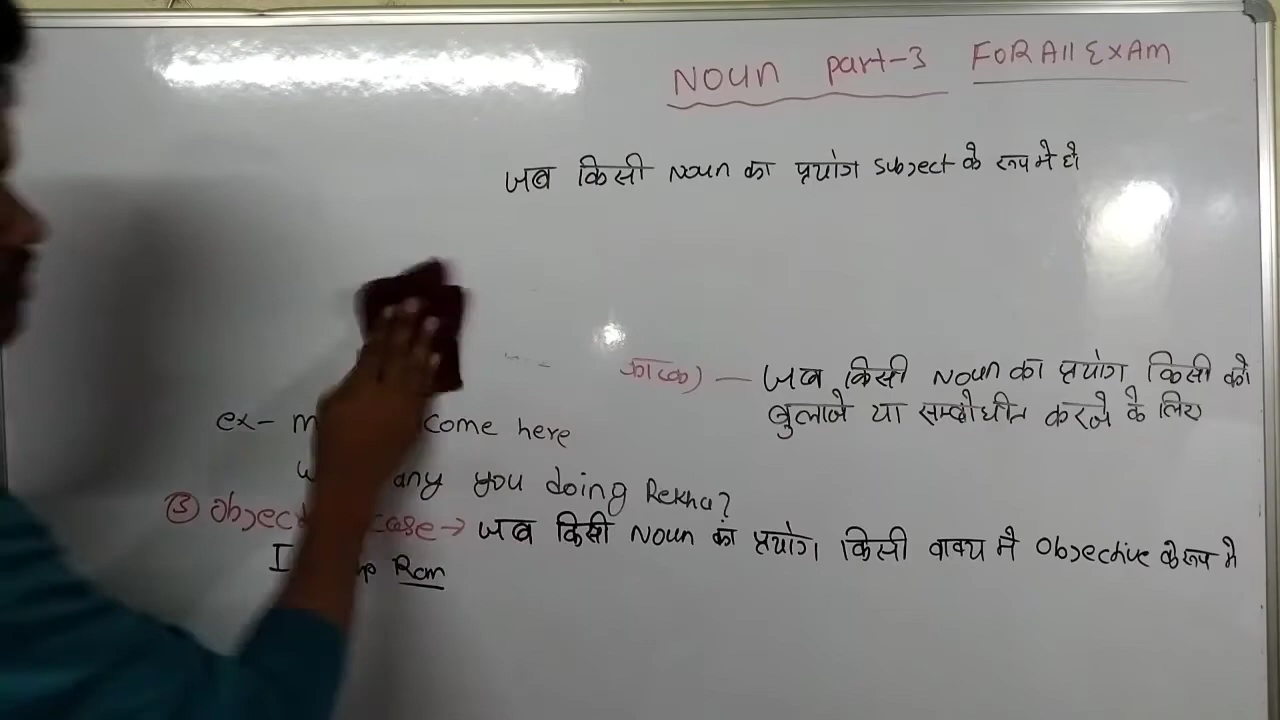 Noun part-3 FOR All ExAm
जब किसी Noun का प्रयोग subject के रूप मे हो
कारक) — जब किसी Noun का प्रयोग किसी को
बुलाने या सम्बोधीन करने के लिए
ex- come here
any you doing Rekha?
③ Object case → जब किसी Noun का प्रयोग किसी वाक्य मे Objective के रूप मे
I Ram